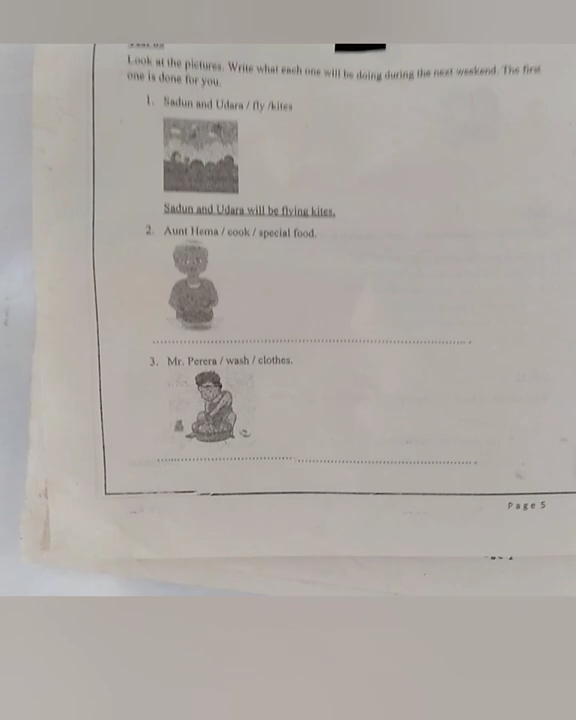 Look at the pictures. Write what each one will be doing during the next weekend. The first
one is done for you.
1. Sadun and Udara / fly /kites
Sadun and Udara will be flying kites.
2. Aunt Hema / cook / special food.
3. Mr. Perera / wash / clothes.
Page 5